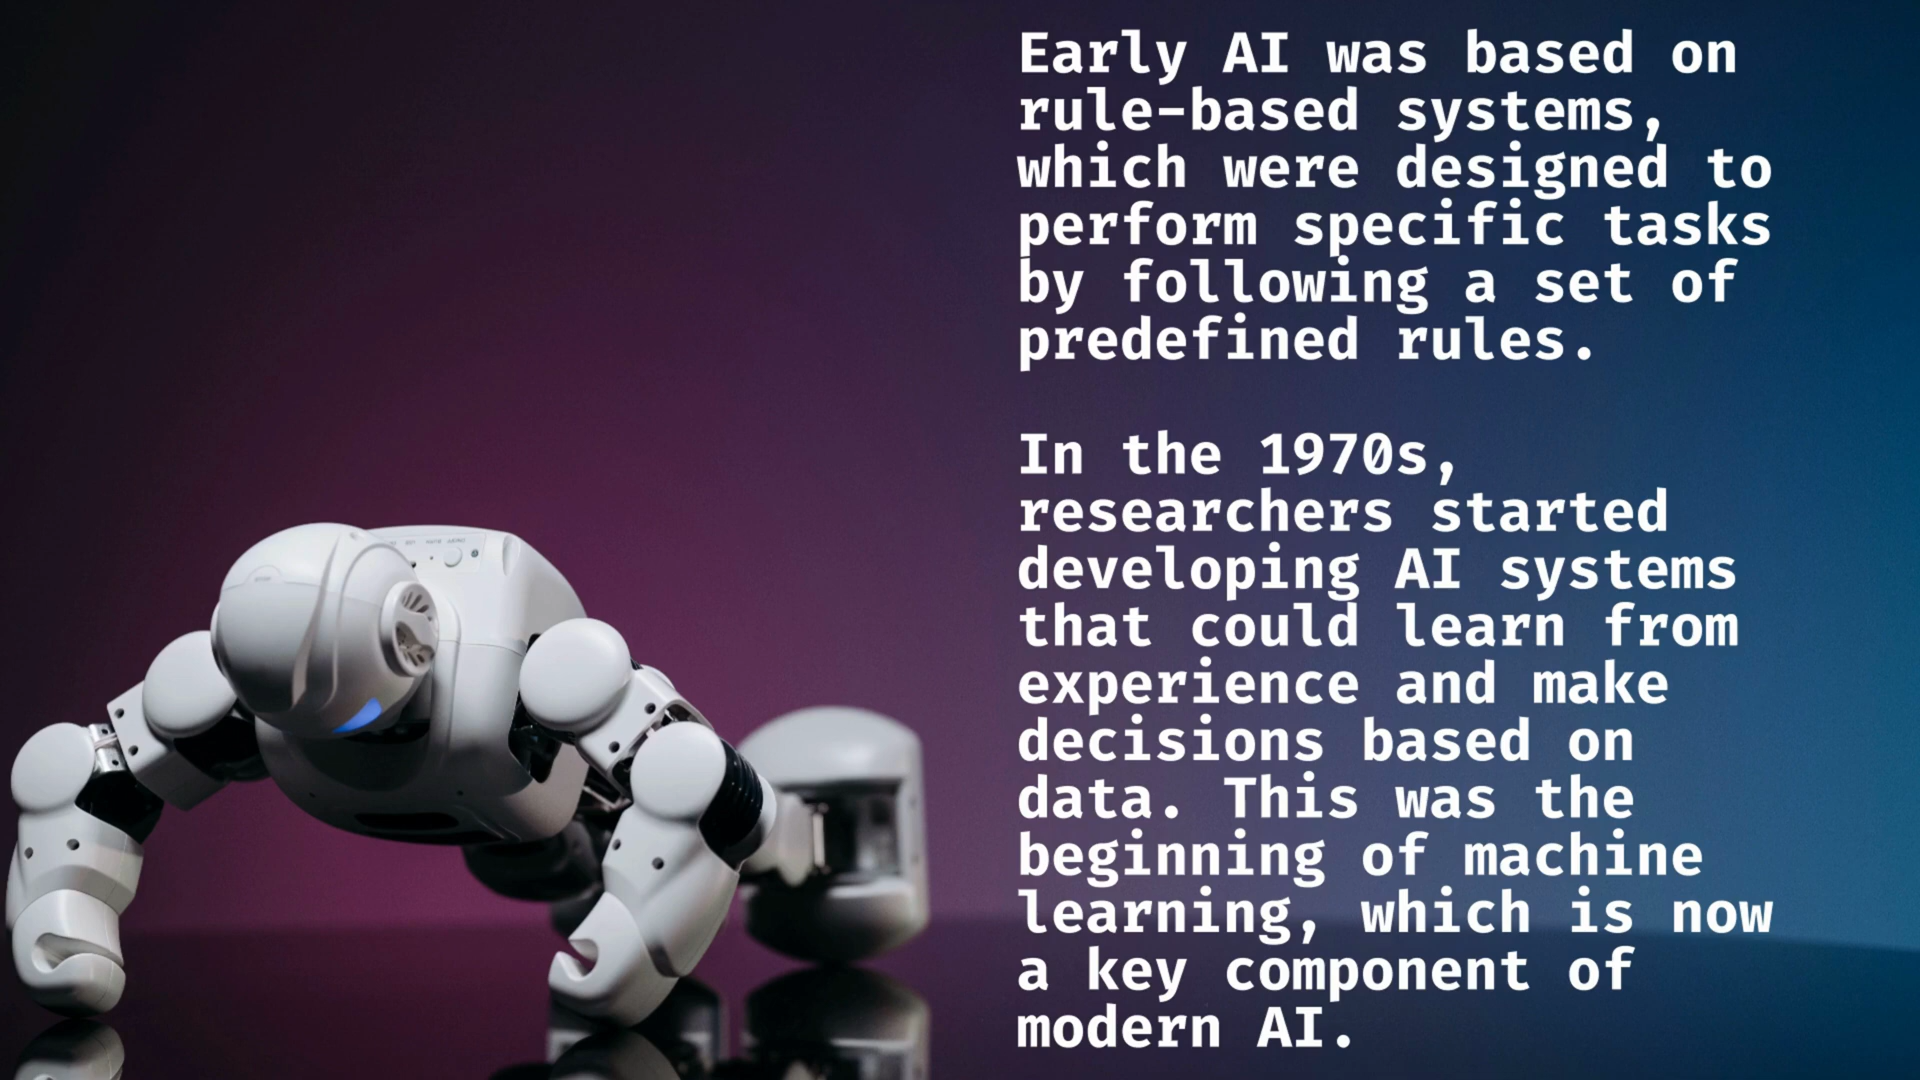 Early AI was based on
rule-based systems,
which were designed to
perform specific tasks
by following a set of
predefined rules.
In the 1970s,
researchers started
developing AI systems
that could learn from
experience and make
decisions based on
data. This was the
beginning of machine
learning, which is now
a key component of
modern AI.